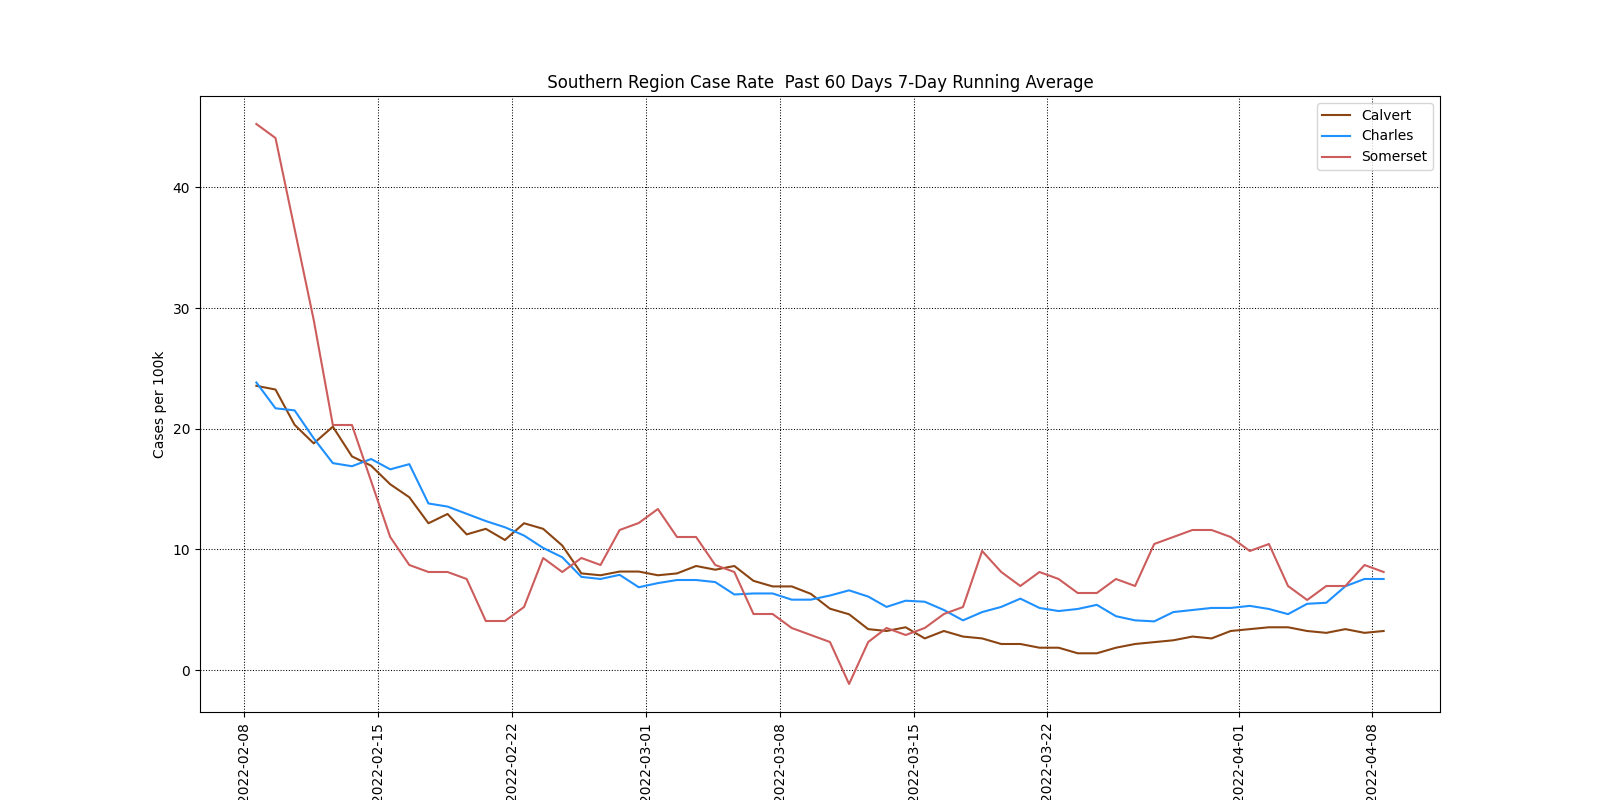 Southern Region Case Rate  Past 60 Days 7-Day Running Average
Calvert
Charles
Somerset
Cases per 100k
40
30
20
10
0
2022-02-08
2022-02-15
2022-02-22
2022-03-01
2022-03-08
2022-03-15
2022-03-22
2022-04-01
2022-04-08